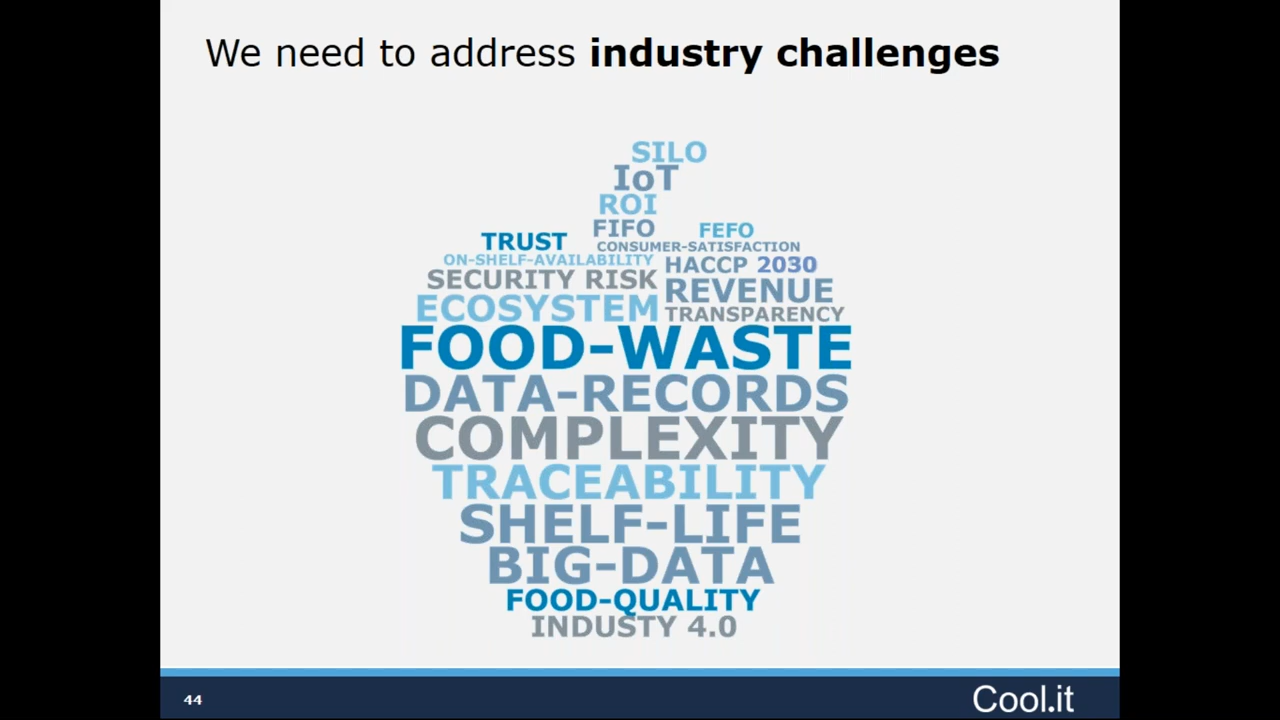 We need to address industry challenges
SILO
IoT
ROI
FIFO
FEFO
TRUST
CONSUMER-SATISFACTION
ON-SHELF-AVAILABILITY
HACCP 2030
SECURITY RISK
REVENUE
ECOSYSTEM
TRANSPARENCY
FOOD-WASTE
DATA-RECORDS
COMPLEXITY
TRACEABILITY
SHELF-LIFE
BIG-DATA
FOOD-QUALITY
INDUSTY 4.0
44
Cool.it